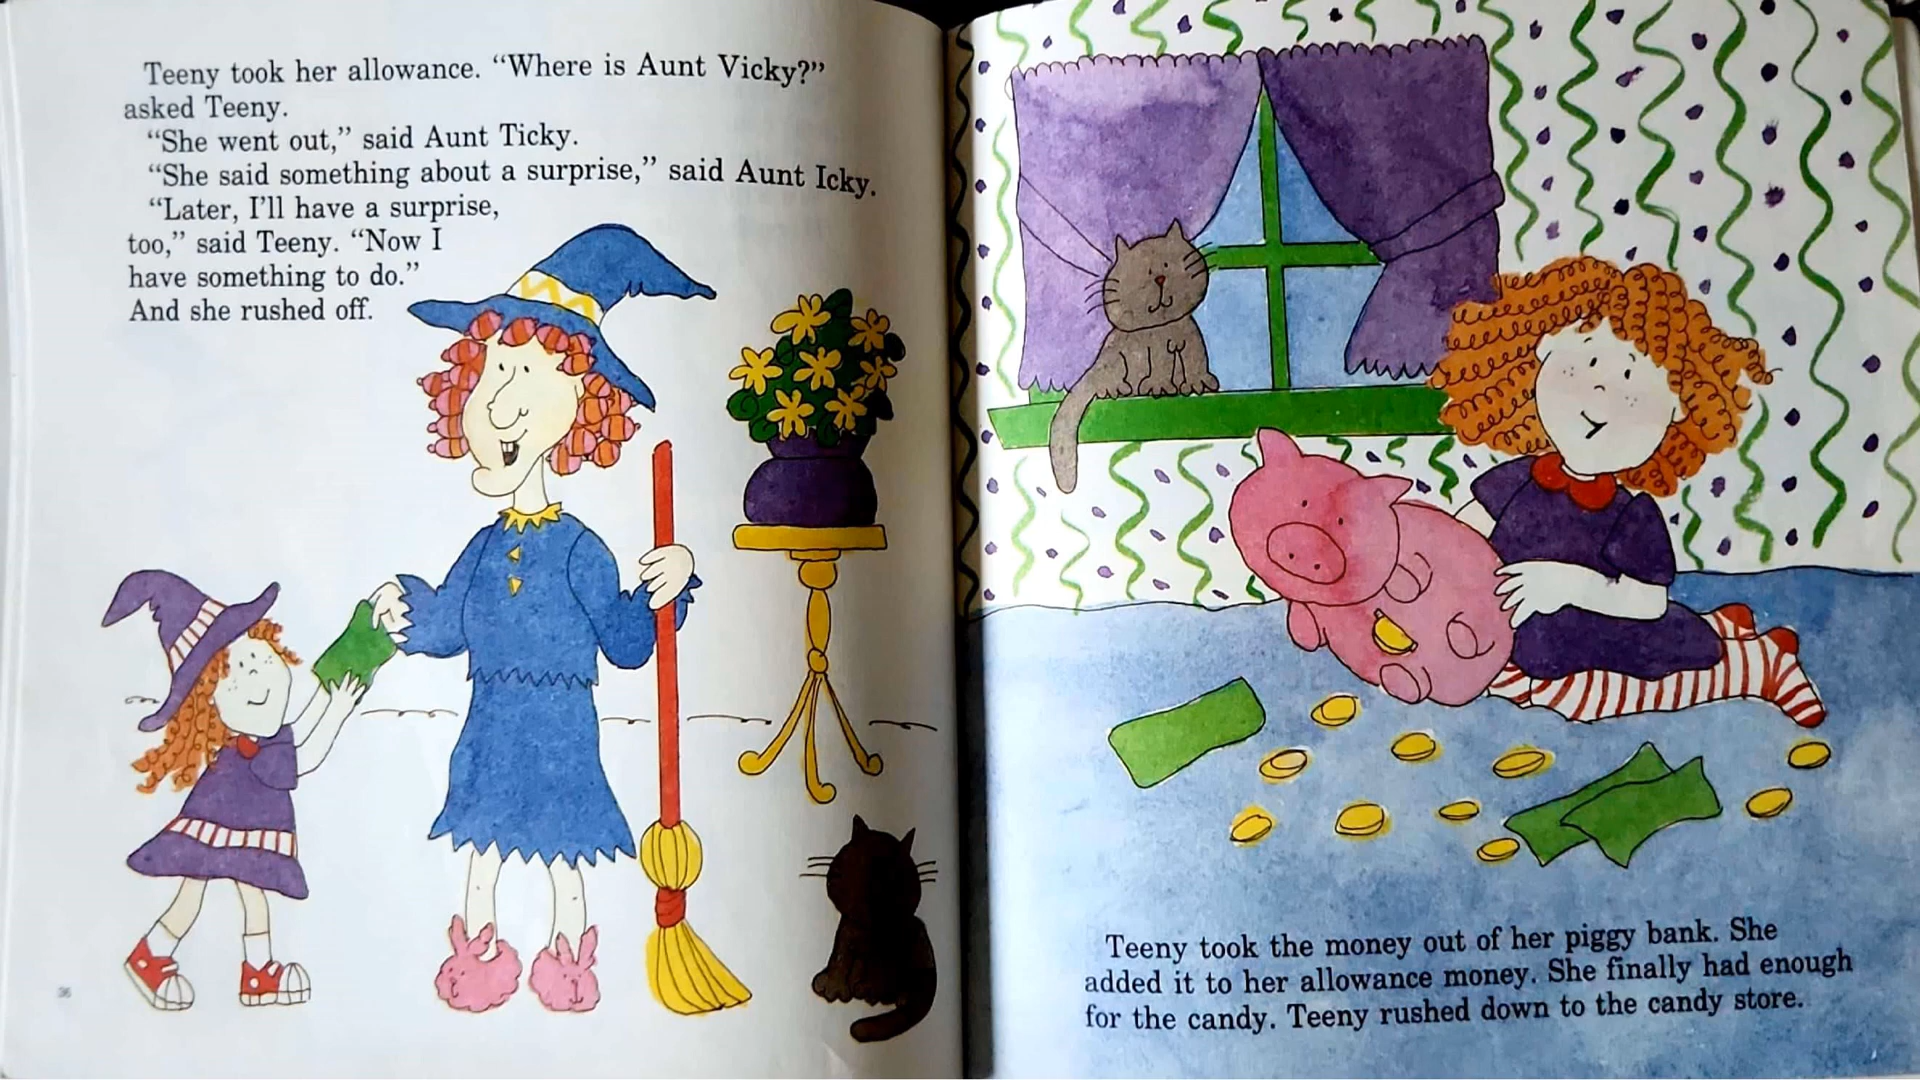 Teeny took her allowance. “Where is Aunt Vicky?”
asked Teeny.
“She went out,” said Aunt Ticky.
“She said something about a surprise,” said Aunt Icky.
“Later, I’ll have a surprise,
too,” said Teeny. “Now I
have something to do.”
And she rushed off.
36
Teeny took the money out of her piggy bank. She
added it to her allowance money. She finally had enough
for the candy. Teeny rushed down to the candy store.